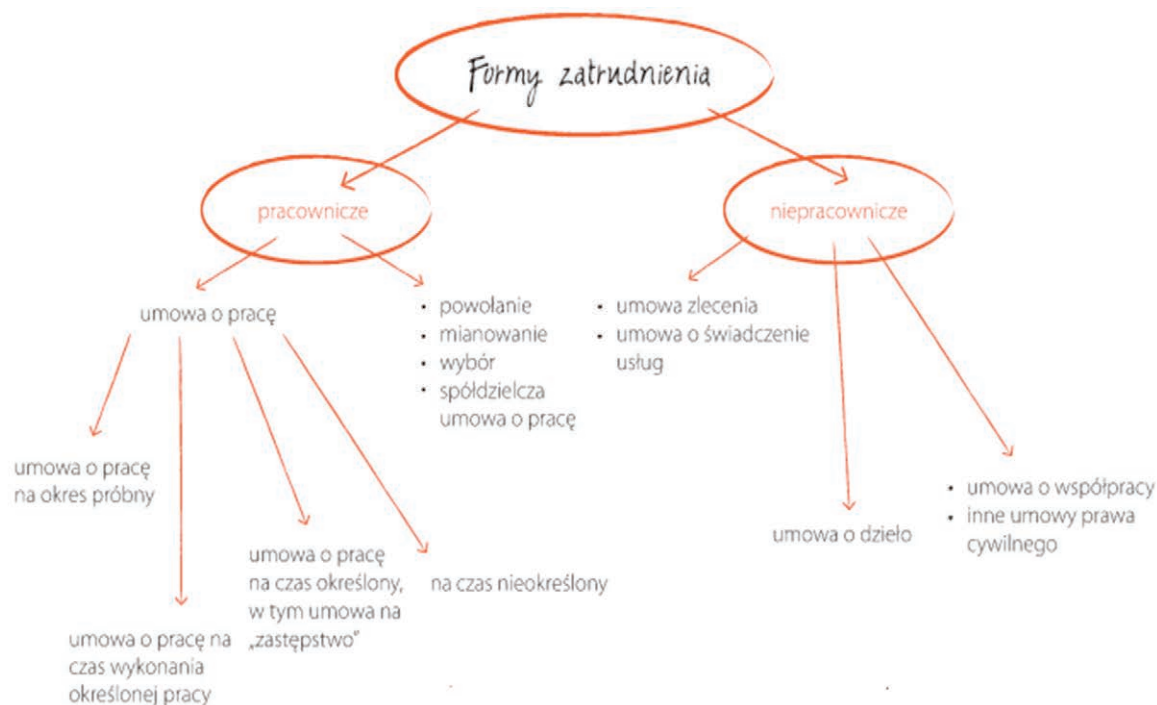 Formy zatrudnienia
pracownicze
niepracownicze
umowa o pracę
• powołanie
• mianowanie
• wybór
• spółdzielcza
umowa o pracę
• umowa zlecenia
• umowa o świadczenie
usług
umowa o pracę
na okres próbny
umowa o pracę na
czas wykonania
określonej pracy
umowa o pracę
na czas określony,
w tym umowa na
„zastępstwo”
na czas nieokreślony
umowa o dzieło
• umowa o współpracy
• inne umowy prawa
cywilnego